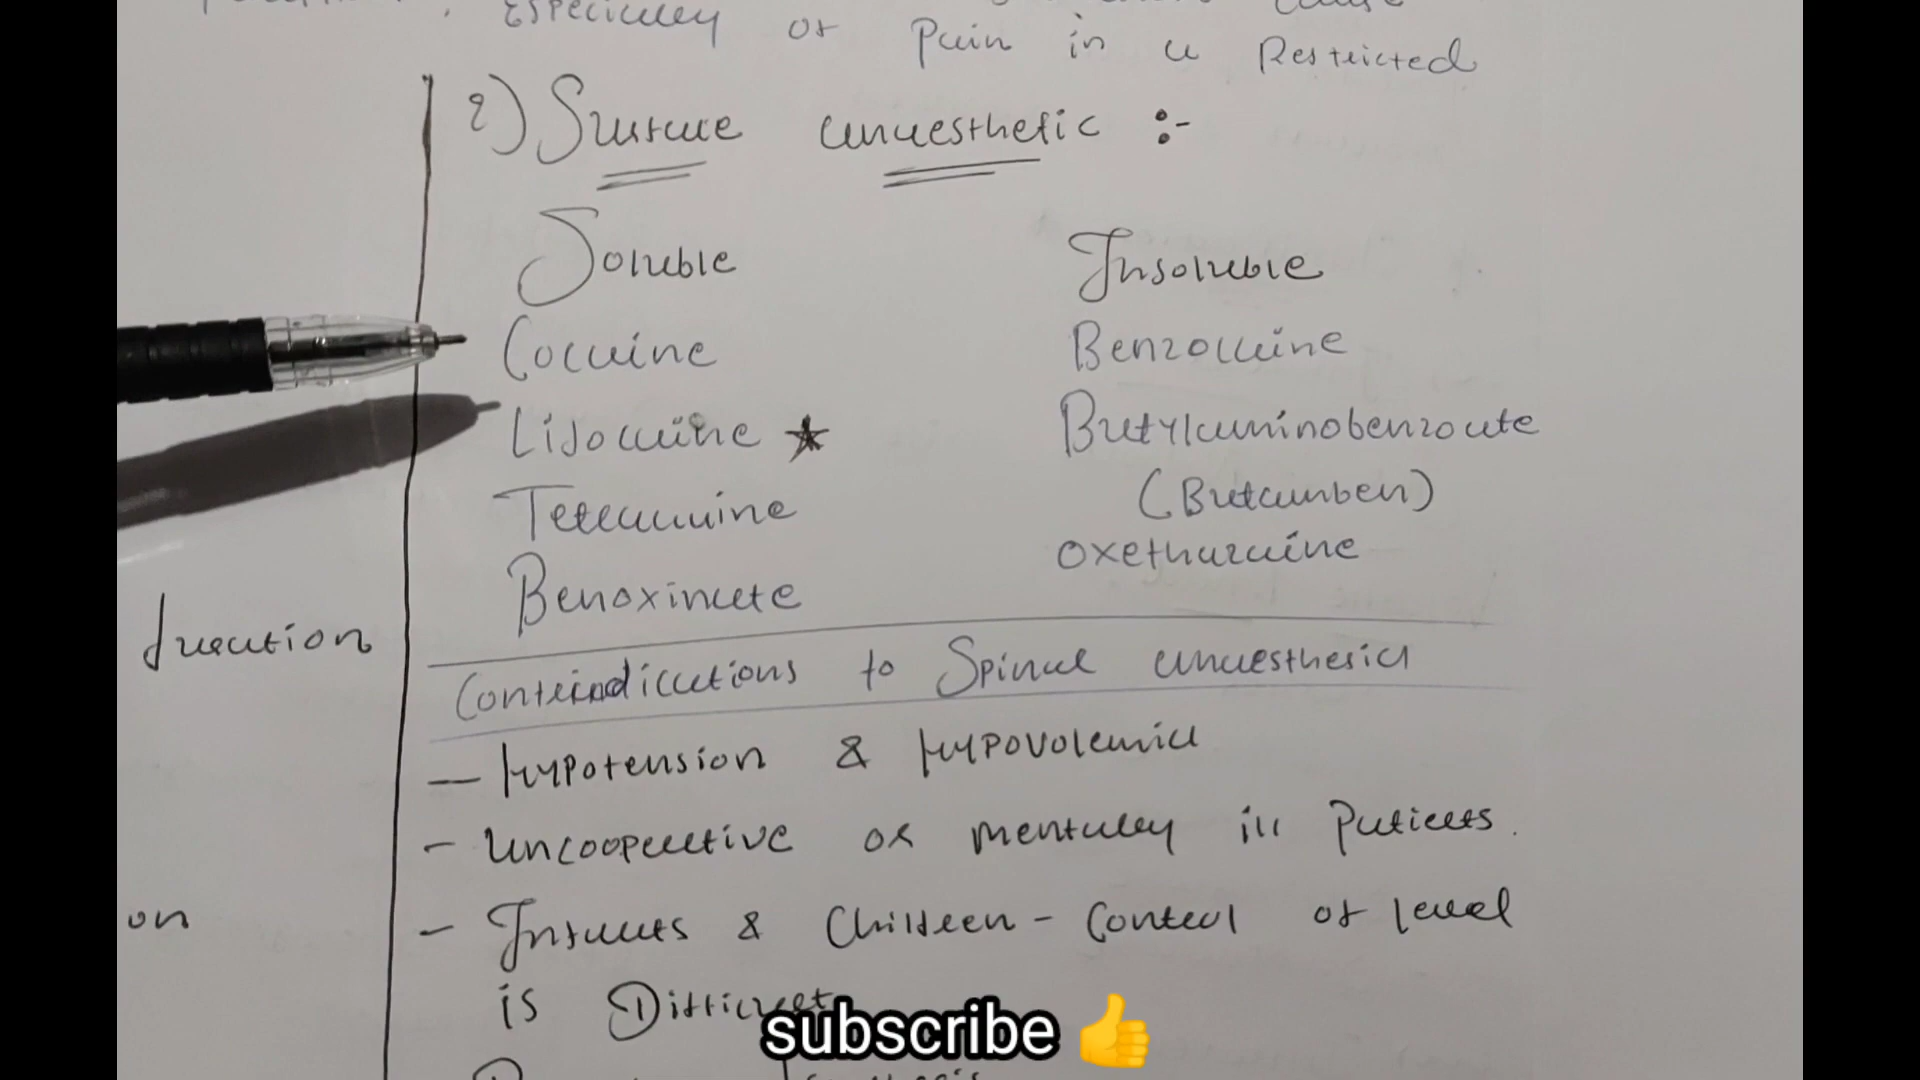 Especially of Pain in a Restricted
2) Surface anaesthetic :-
Soluble Insoluble
Cocaine Benzocaine
Lidocaine ★ Butylaminobenzoate
Tetracaine (Butamben)
Benoxinate Oxethazaine
duration
Contraindications to Spinal anaesthesia
- Hypotension & Hypovolemia
- Uncooperative or mentally ill Patients.
on
- Infants & Children - Control of level
is Difficult
subscribe 👍